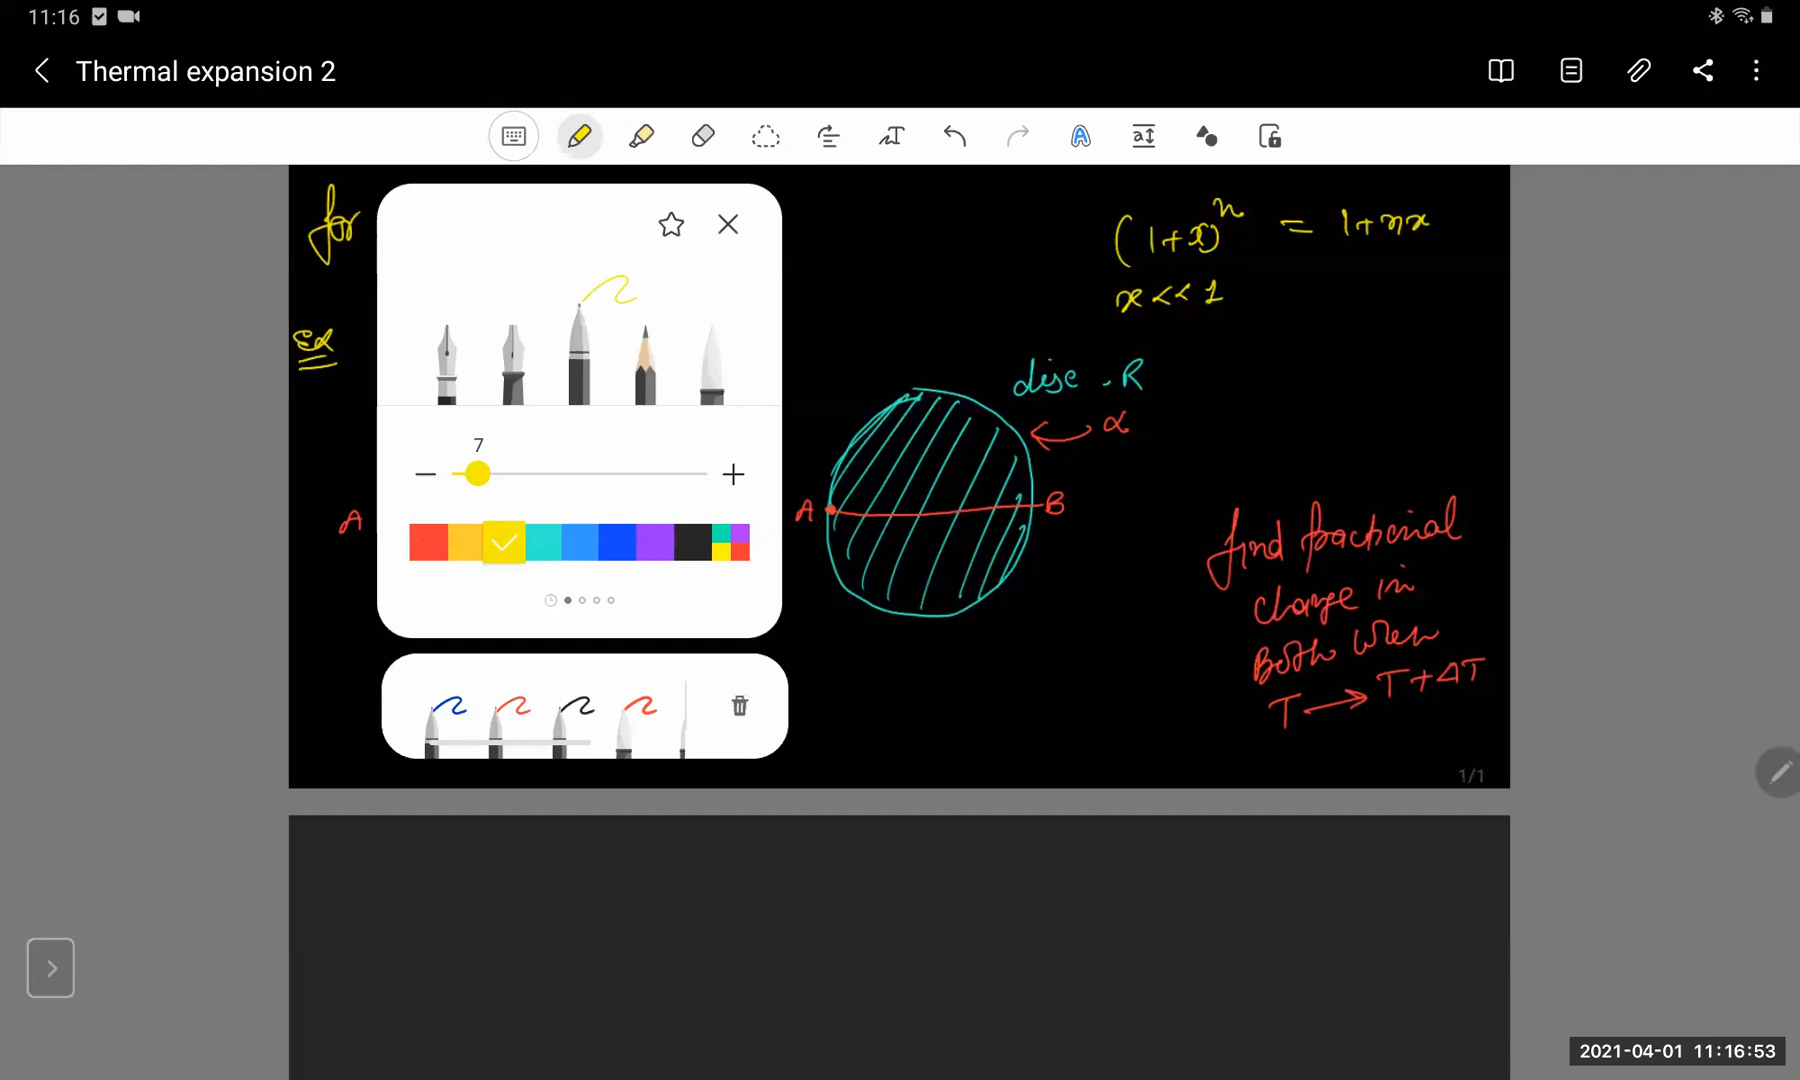 11:16
Thermal expansion 2
for
(1+x)ⁿ = 1+nx
x<<1
Ex
disc - R
α
7
A
A
B
find fractional
change in
Both when
T → T+ΔT
1/1
2021-04-01 11:16:53